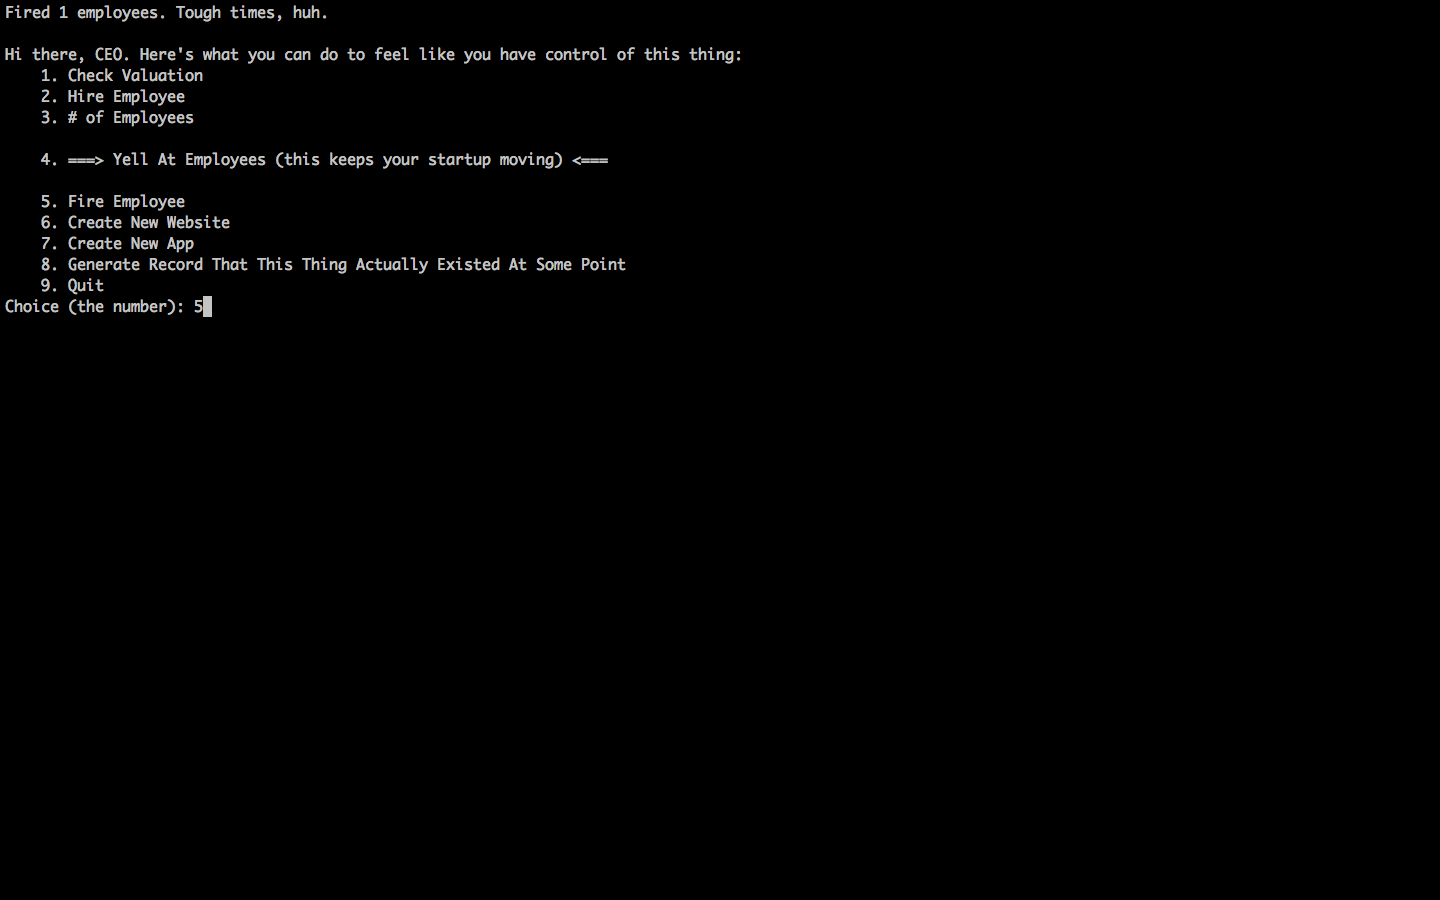 Fired 1 employees. Tough times, huh.
Hi there, CEO. Here's what you can do to feel like you have control of this thing:
1. Check Valuation
2. Hire Employee
3. # of Employees
4. ===> Yell At Employees (this keeps your startup moving) <===
5. Fire Employee
6. Create New Website
7. Create New App
8. Generate Record That This Thing Actually Existed At Some Point
9. Quit
Choice (the number): 5